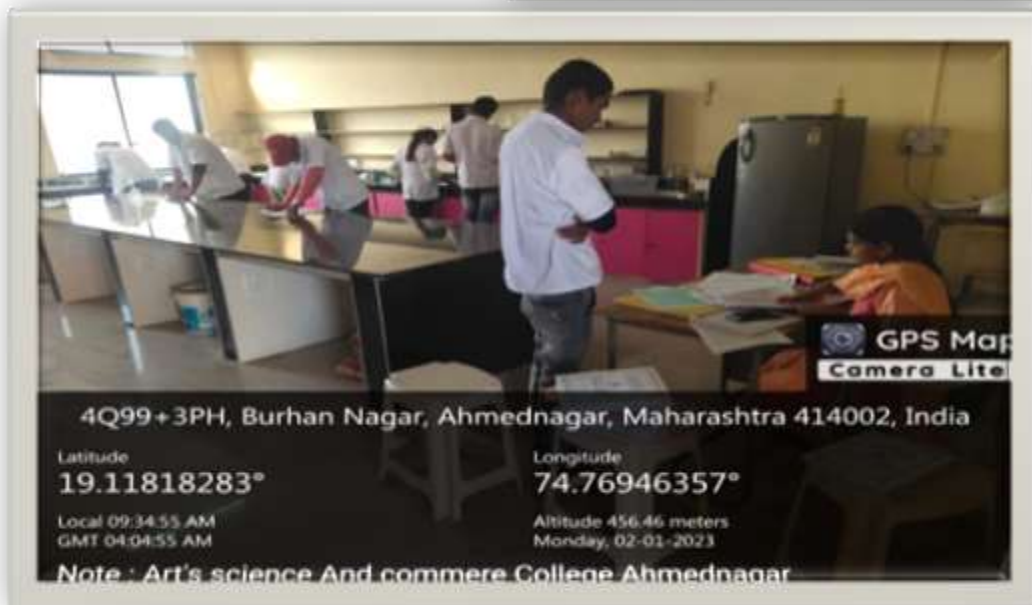 GPS Map
Camera Lite
4Q99+3PH, Burhan Nagar, Ahmednagar, Maharashtra 414002, India
Latitude
19.11818283°
Longitude
74.76946357°
Local 09:34:55 AM
GMT 04:04:55 AM
Altitude 456.46 meters
Monday, 02-01-2023
Note : Art's science And commere College Ahmednagar